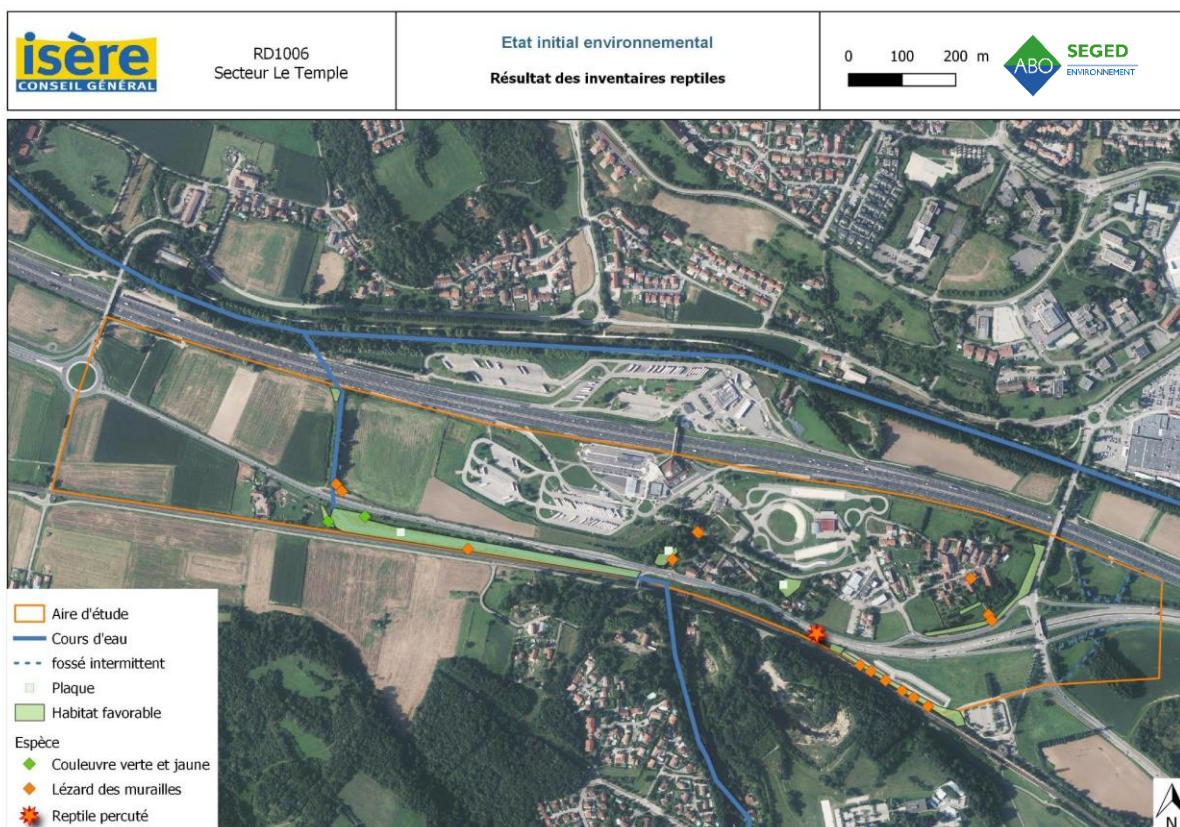 isère
CONSEIL GÉNÉRAL
RD1006
Secteur Le Temple
Etat initial environnemental
Résultat des inventaires reptiles
0 100 200 m
ABO
SEGED
ENVIRONNEMENT
Aire d'étude
Cours d'eau
fossé intermittent
Plaque
Habitat favorable
Espèce
Couleuvre verte et jaune
Lézard des murailles
Reptile percuté
N